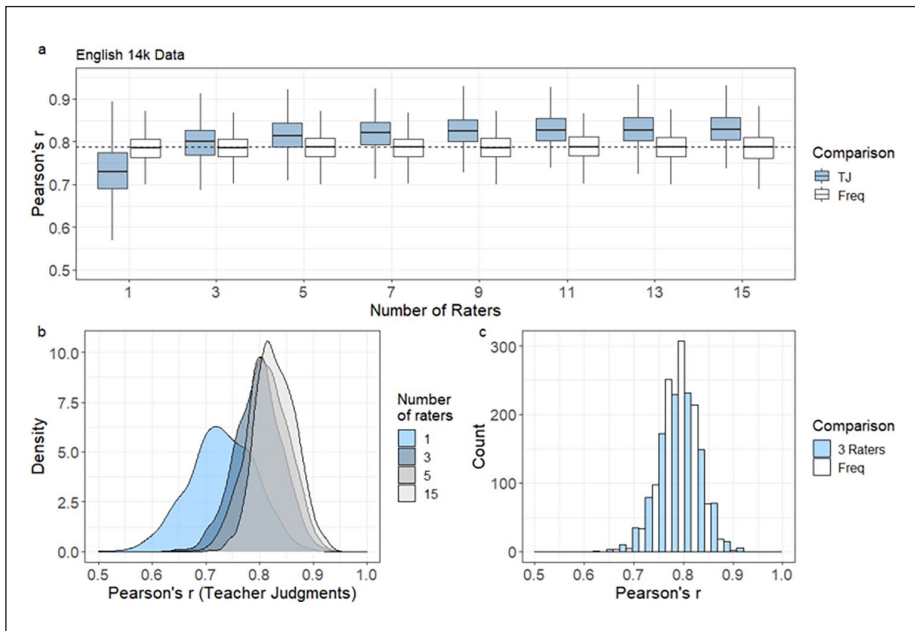 a
English 14k Data
Pearson's r
0.9
0.8
0.7
0.6
0.5
1 3 5 7 9 11 13 15
Number of Raters
Comparison
TJ
Freq
b
Density
10.0
7.5
5.0
2.5
0.0
0.5 0.6 0.7 0.8 0.9 1.0
Pearson's r (Teacher Judgments)
Number
of raters
1
3
5
15
c
Count
300
200
100
0
0.5 0.6 0.7 0.8 0.9 1.0
Pearson's r
Comparison
3 Raters
Freq